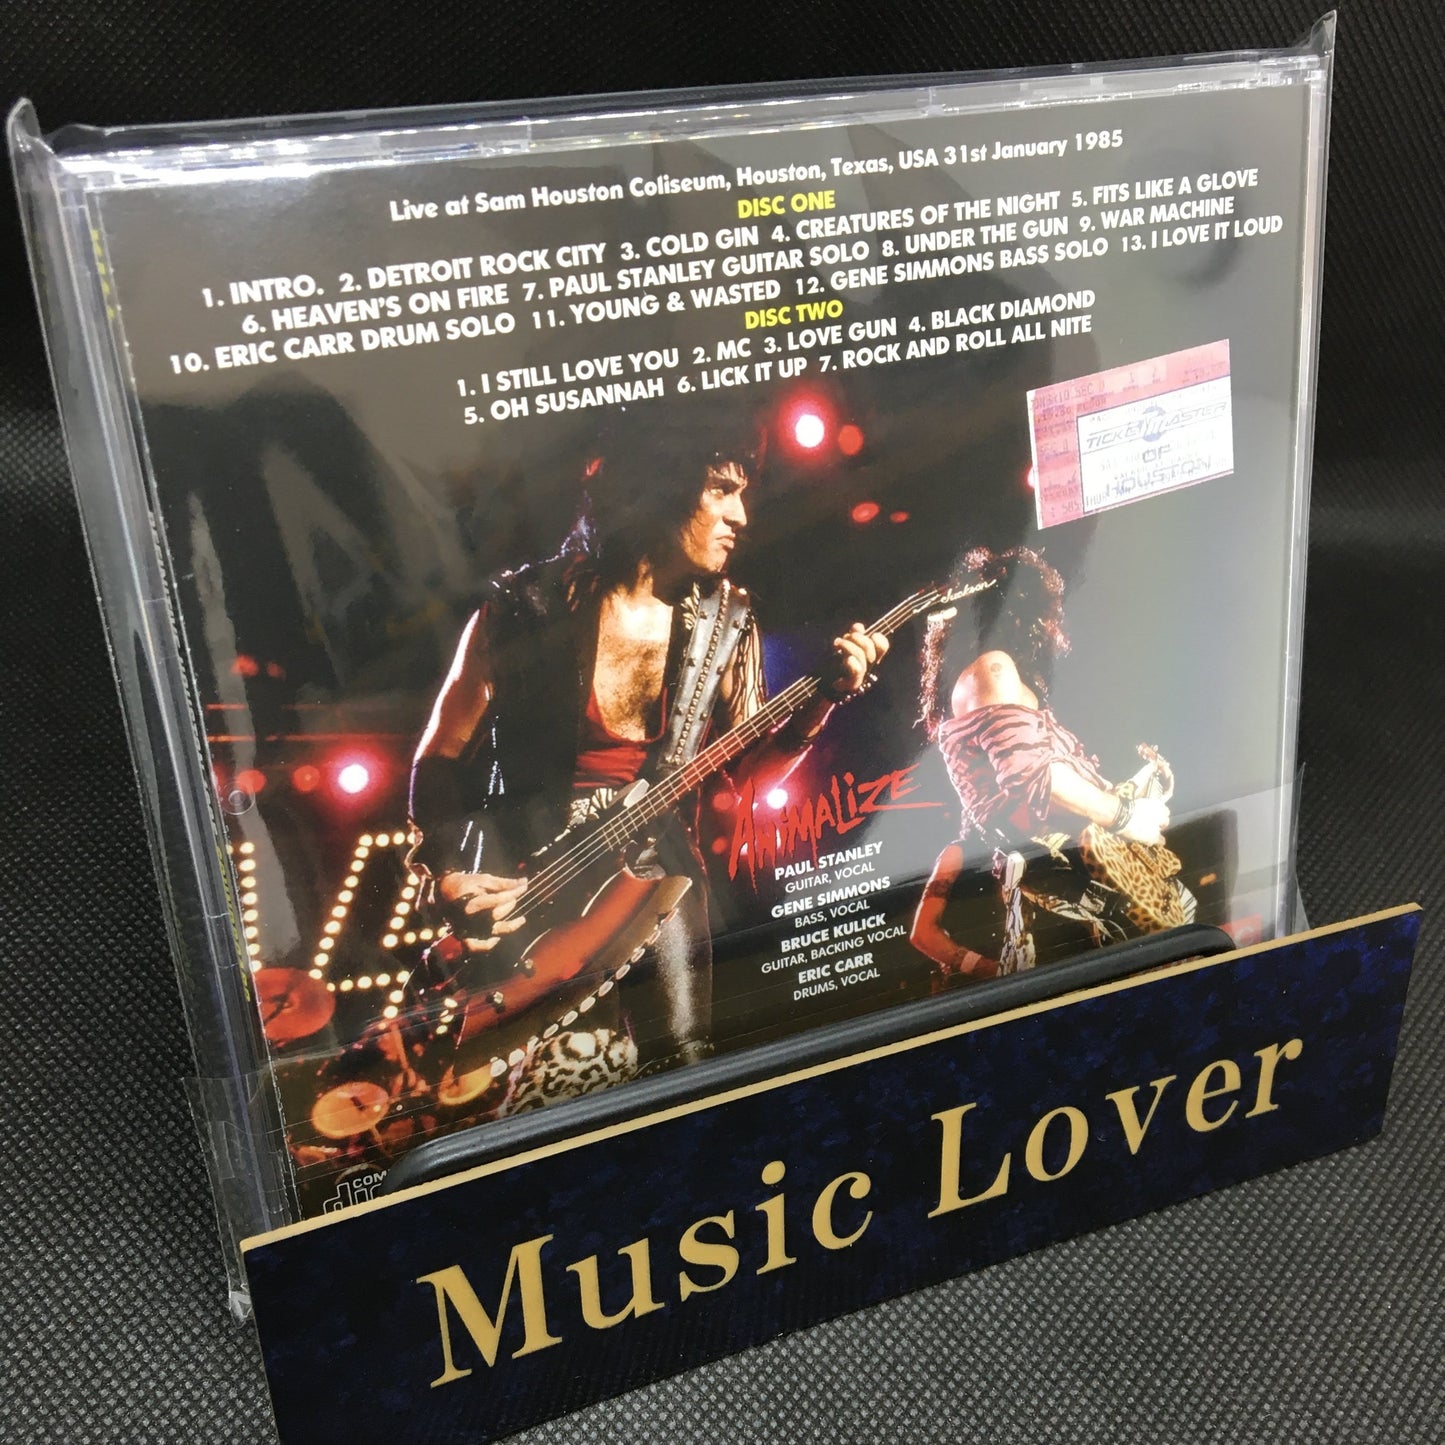 Live at Sam Houston Coliseum, Houston, Texas, USA 31st January 1985
DISC ONE
1. INTRO. 2. DETROIT ROCK CITY 3. COLD GIN 4. CREATURES OF THE NIGHT 5. FITS LIKE A GLOVE
6. HEAVEN'S ON FIRE 7. PAUL STANLEY GUITAR SOLO 8. UNDER THE GUN 9. WAR MACHINE
10. ERIC CARR DRUM SOLO 11. YOUNG & WASTED 12. GENE SIMMONS BASS SOLO 13. I LOVE IT LOUD
DISC TWO
1. I STILL LOVE YOU 2. MC 3. LOVE GUN 4. BLACK DIAMOND
5. OH SUSANNAH 6. LICK IT UP 7. ROCK AND ROLL ALL NITE
TICKETMASTER
OF
HOUSTON
Jackson
ANIMALIZE
PAUL STANLEY
GUITAR, VOCAL
GENE SIMMONS
BASS, VOCAL
BRUCE KULICK
GUITAR, BACKING VOCAL
ERIC CARR
DRUMS, VOCAL
Music Lover